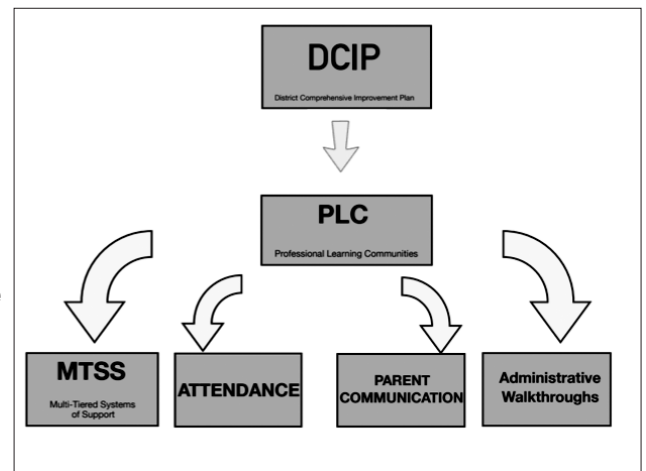 DCIP
District Comprehensive Improvement Plan
PLC
Professional Learning Communities
MTSS
Multi-Tiered Systems
of Support
ATTENDANCE
PARENT
COMMUNICATION
Administrative
Walkthroughs